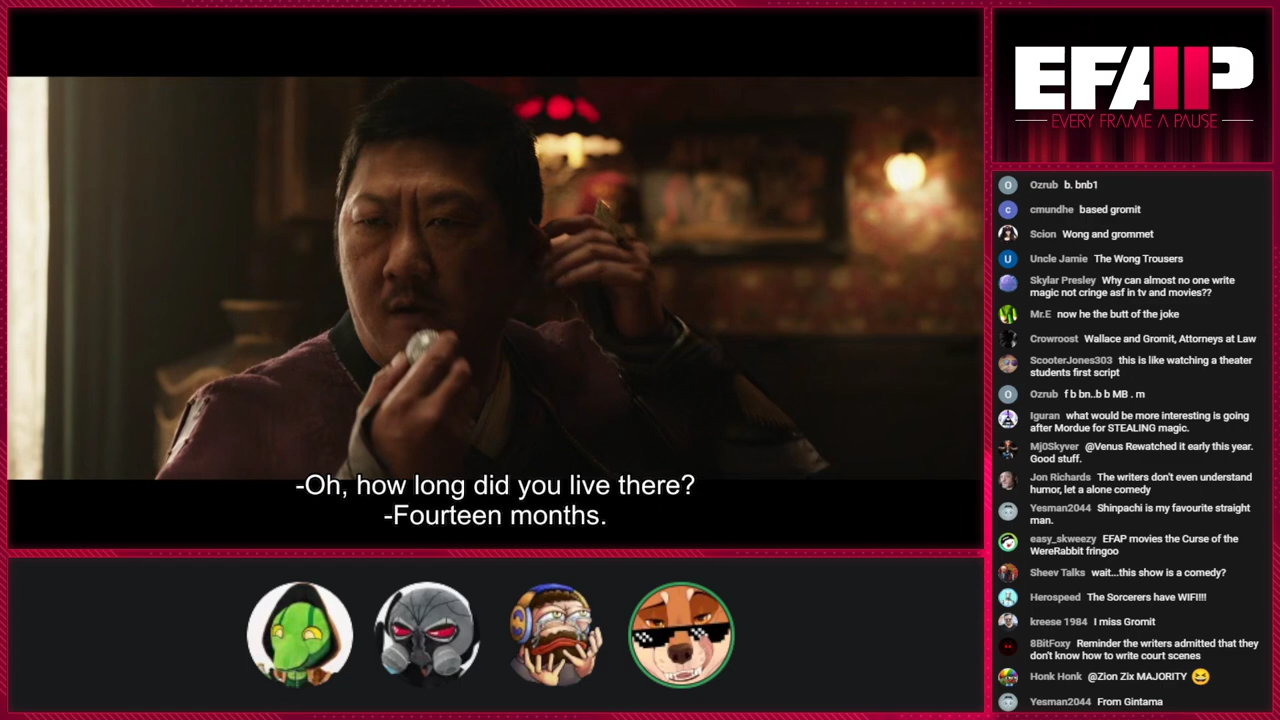 EFAP
EVERY FRAME A PAUSE
-Oh, how long did you live there?
-Fourteen months.
O Ozrub b. bnb1
c cmundhe based gromit
Scion Wong and grommet
U Uncle Jamie The Wong Trousers
Skylar Presley Why can almost no one write
magic not cringe asf in tv and movies??
Mr.E now he the butt of the joke
Crowroost Wallace and Gromit, Attorneys at Law
ScooterJones303 this is like watching a theater
students first script
O Ozrub f b bn..b b MB . m
Iguran what would be more interesting is going
after Mordue for STEALING magic.
Mj0Skyver @Venus Rewatched it early this year.
Good stuff.
Jon Richards The writers don't even understand
humor, let a alone comedy
Yesman2044 Shinpachi is my favourite straight
man.
easy_skweezy EFAP movies the Curse of the
WereRabbit fringoo
Sheev Talks wait...this show is a comedy?
Herospeed The Sorcerers have WIFI!!!
kreese 1984 I miss Gromit
8BitFoxy Reminder the writers admitted that they
don't know how to write court scenes
Honk Honk @Zion Zix MAJORITY 😆
Yesman2044 From Gintama